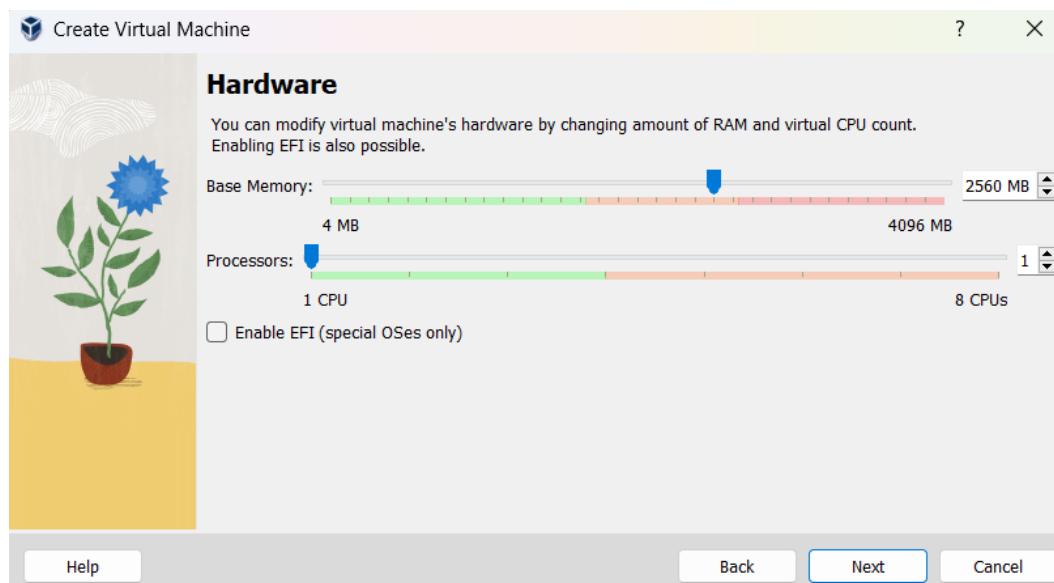 Create Virtual Machine ?
Hardware
You can modify virtual machine's hardware by changing amount of RAM and virtual CPU count.
Enabling EFI is also possible.
Base Memory: 2560 MB
4 MB 4096 MB
Processors: 1
1 CPU 8 CPUs
Enable EFI (special OSes only)
Help Back Next Cancel